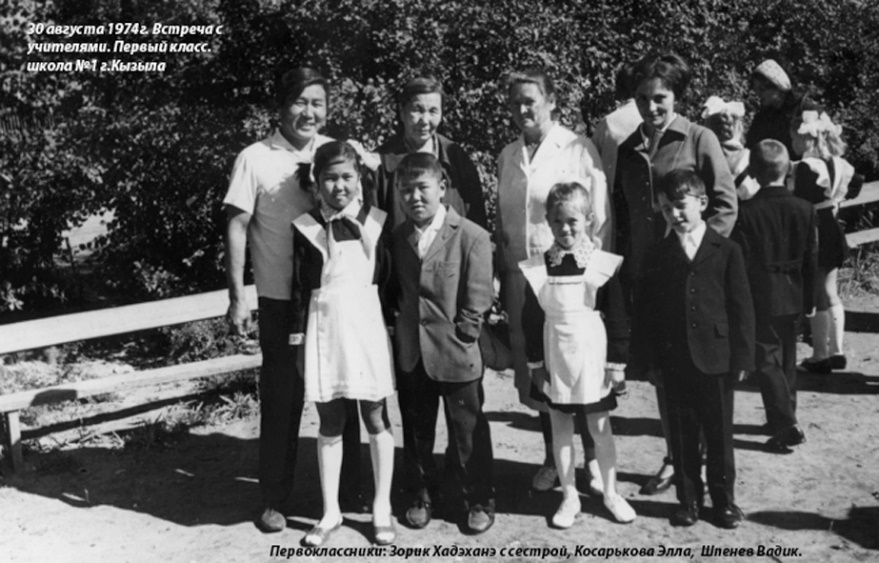 30 августа 1974г. Встреча с
учителями. Первый класс.
школа №1 г.Кызыла
Первоклассники: Зорик Хадэханэ с сестрой, Косарькова Элла, Шпенев Вадик.